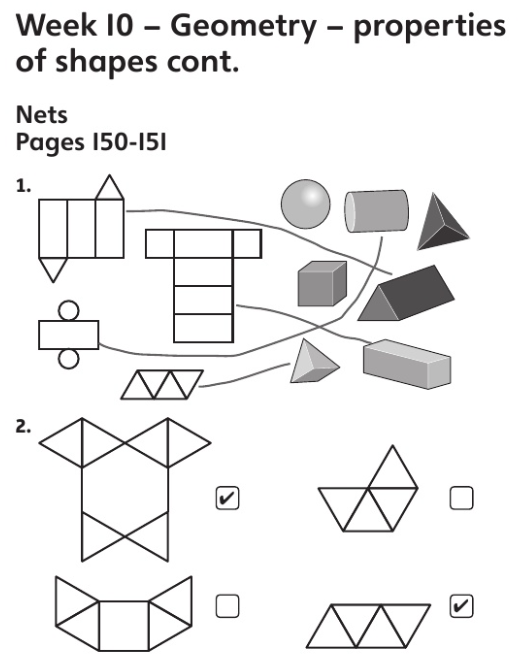 Week 10 – Geometry – properties
of shapes cont.
Nets
Pages 150-151
1.
2.